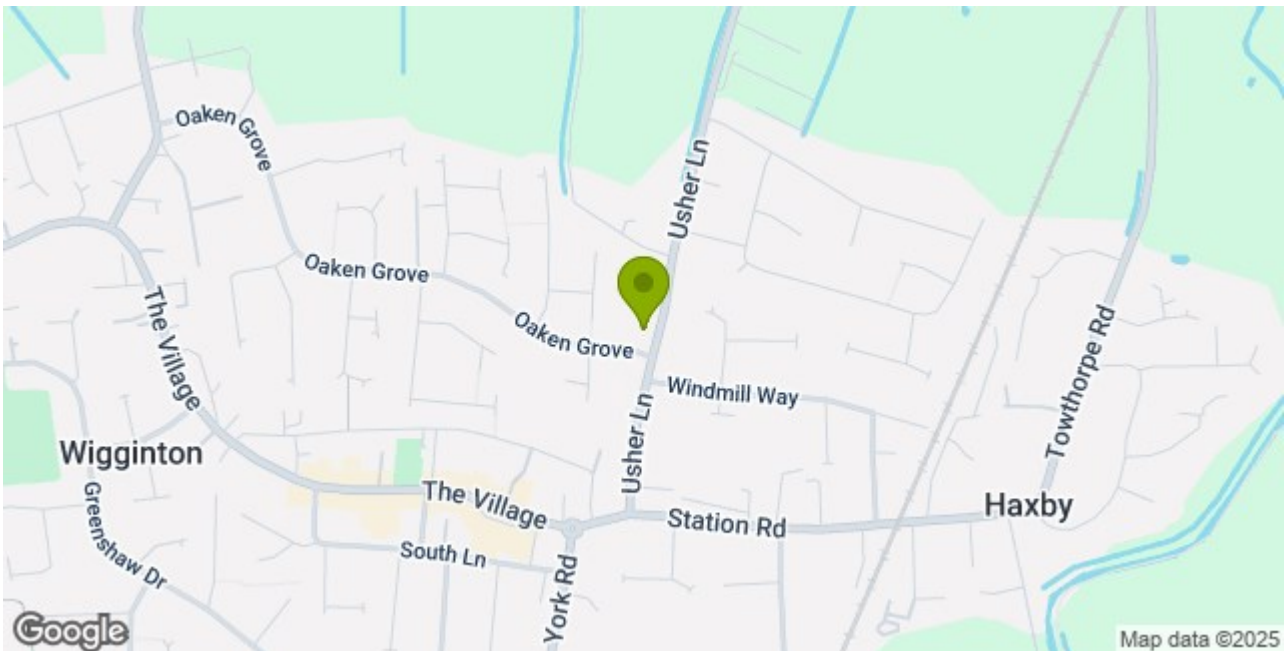 Oaken Grove
Usher Ln
Oaken Grove
The Village
Oaken Grove
Towthorpe Rd
Windmill Way
Usher Ln
Wigginton
The Village
Haxby
Station Rd
Greenshaw Dr
South Ln
York Rd
Google
Map data ©2025